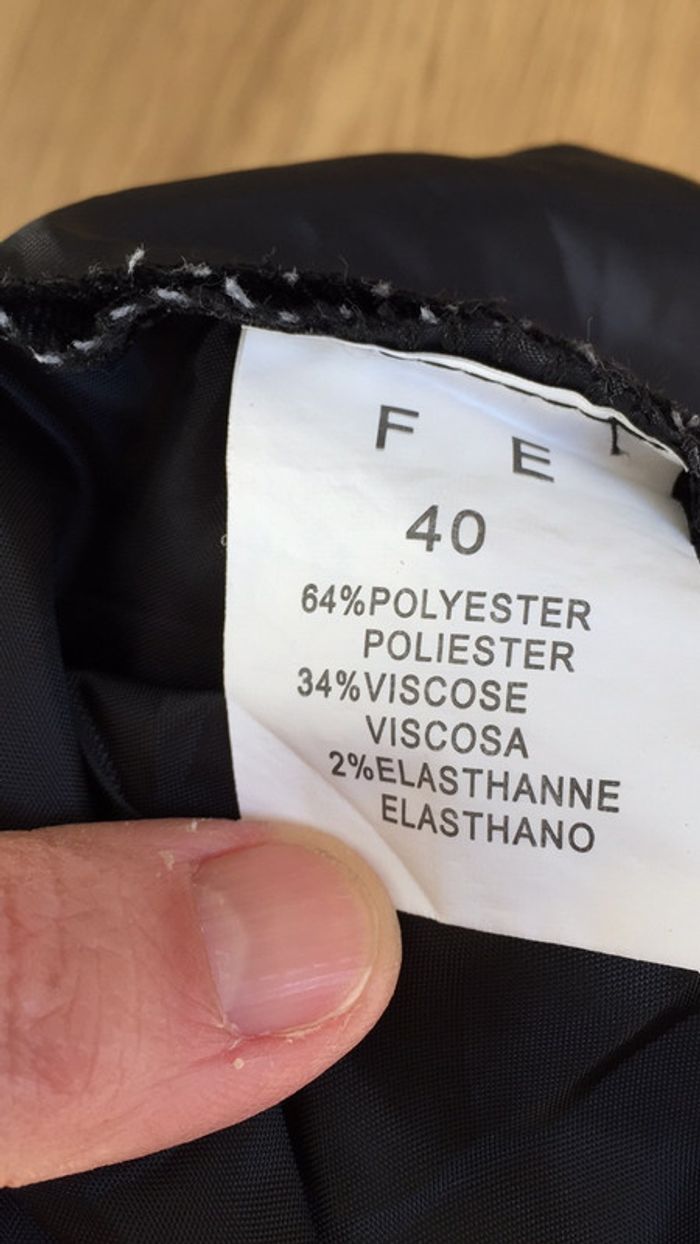 F E
40
64%POLYESTER
POLIESTER
34%VISCOSE
VISCOSA
2%ELASTHANNE
ELASTHANO